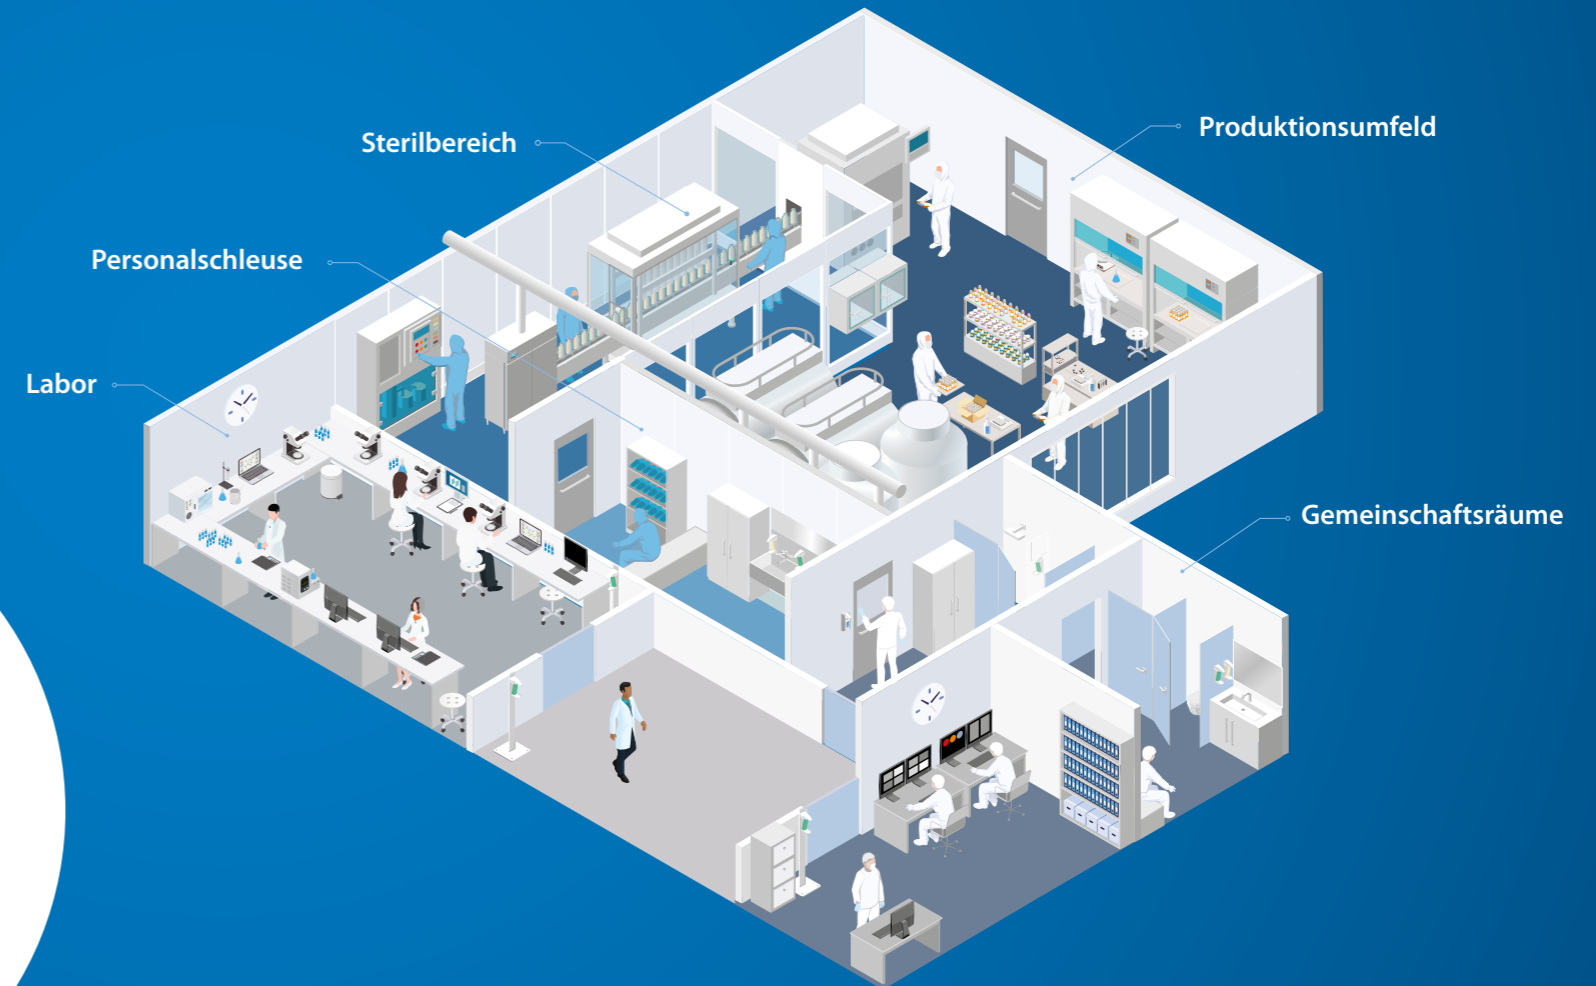 Sterilbereich
Produktionsumfeld
Personalschleuse
Labor
Gemeinschaftsräume